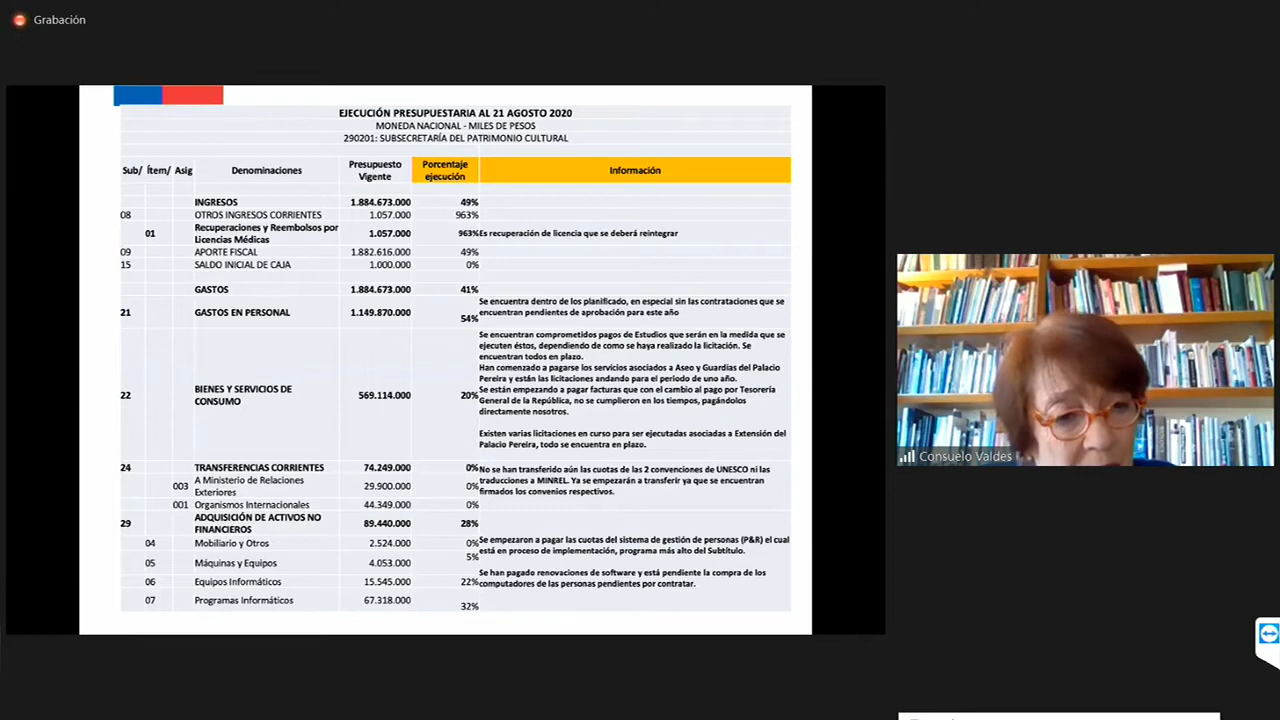 Grabación
EJECUCIÓN PRESUPUESTARIA AL 21 AGOSTO 2020
MONEDA NACIONAL - MILES DE PESOS
290201: SUBSECRETARÍA DEL PATRIMONIO CULTURAL
Sub/ Ítem/ Asig Denominaciones Presupuesto Vigente Porcentaje ejecución Información
INGRESOS 1.884.673.000 49%
08 OTROS INGRESOS CORRIENTES 1.057.000 963%
01 Recuperaciones y Reembolsos por Licencias Médicas 1.057.000 963% Es recuperación de licencia que se deberá reintegrar
09 APORTE FISCAL 1.882.616.000 49%
15 SALDO INICIAL DE CAJA 1.000.000 0%
GASTOS 1.884.673.000 41%
21 GASTOS EN PERSONAL 1.149.870.000 54%
Se encuentra dentro de los planificado, en especial sin las contrataciones que se
encuentran pendientes de aprobación para este año
22 BIENES Y SERVICIOS DE CONSUMO 569.114.000 20%
Se encuentran comprometidos pagos de Estudios que serán en la medida que se
ejecuten éstos, dependiendo de como se haya realizado la licitación. Se
encuentran todos en plazo.
Han comenzado a pagarse los servicios asociados a Aseo y Guardias del Palacio
Pereira y están las licitaciones andando para el periodo de uno año.
Se están empezando a pagar facturas que con el cambio al pago por Tesorería
General de la República, no se cumplieron en los tiempos, pagándolos
directamente nosotros.
Existen varias licitaciones en curso para ser ejecutadas asociadas a Extensión del
Palacio Pereira, todo se encuentra en plazo.
24 TRANSFERENCIAS CORRIENTES 74.249.000 0%
003 A Ministerio de Relaciones Exteriores 29.900.000 0%
001 Organismos Internacionales 44.349.000 0%
No se han transferido aún las cuotas de las 2 convenciones de UNESCO ni las
traducciones a MINREL. Ya se empezarán a transferir ya que se encuentran
firmados los convenios respectivos.
29 ADQUISICIÓN DE ACTIVOS NO FINANCIEROS 89.440.000 28%
04 Mobiliario y Otros 2.524.000 0%
05 Máquinas y Equipos 4.053.000 5%
06 Equipos Informáticos 15.545.000 22%
07 Programas Informáticos 67.318.000 32%
Se empezaron a pagar las cuotas del sistema de gestión de personas (P&R) el cual
está en proceso de implementación, programa más alto del Subtítulo.
Se han pagado renovaciones de software y está pendiente la compra de los
computadores de las personas pendientes por contratar.
Consuelo Valdes